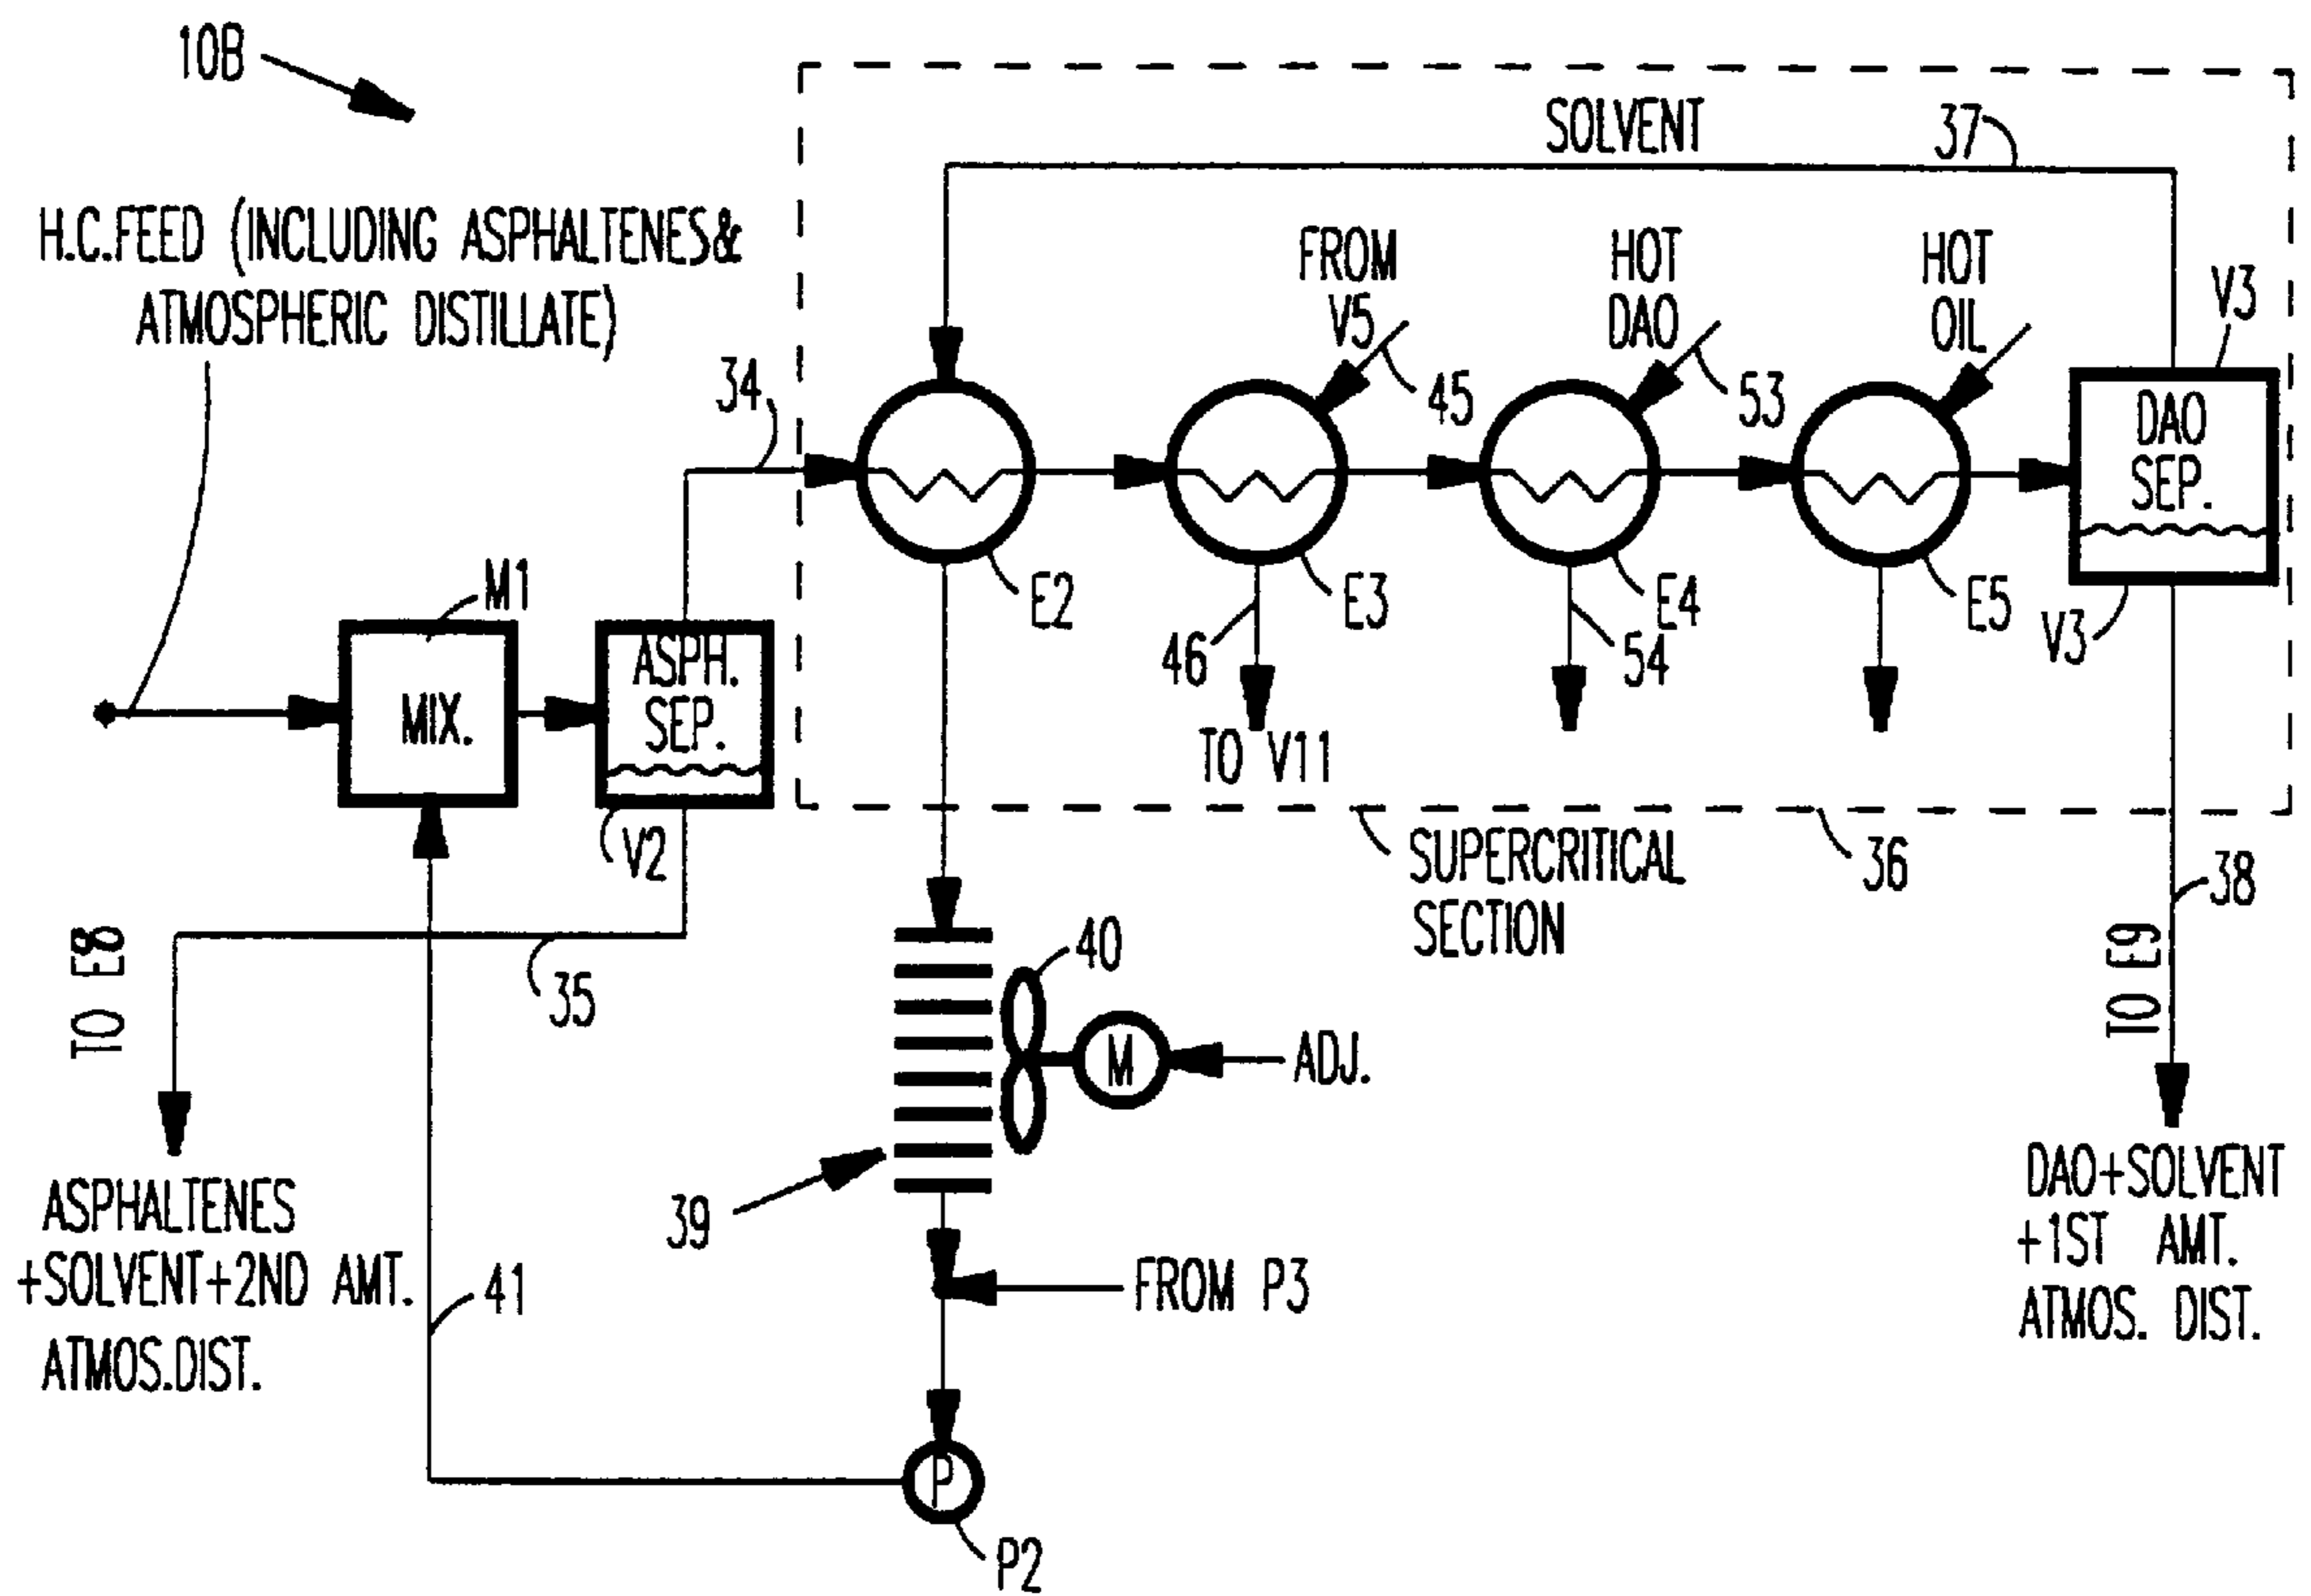 10B
SOLVENT
37
H.C.FEED (INCLUDING ASPHALTENES&
ATMOSPHERIC DISTILLATE)
FROM
V5
HOT
DAO
HOT
OIL
V3
34
45
53
DAO
SEP.
M1
E2
E3
E4
E5
V3
46
54
ASPH.
SEP.
MIX.
TO V11
V2
SUPERCRITICAL
SECTION
36
38
TO E8
35
40
TO E9
M
ADJ.
ASPHALTENES
+SOLVENT+2ND AMT.
ATMOS.DIST.
39
DAO+SOLVENT
+1ST AMT.
ATMOS. DIST.
41
FROM P3
P
P2